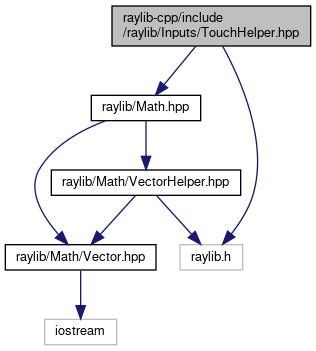 raylib-cpp/include
/raylib/Inputs/TouchHelper.hpp
raylib/Math.hpp
raylib/Math/VectorHelper.hpp
raylib/Math/Vector.hpp
raylib.h
iostream